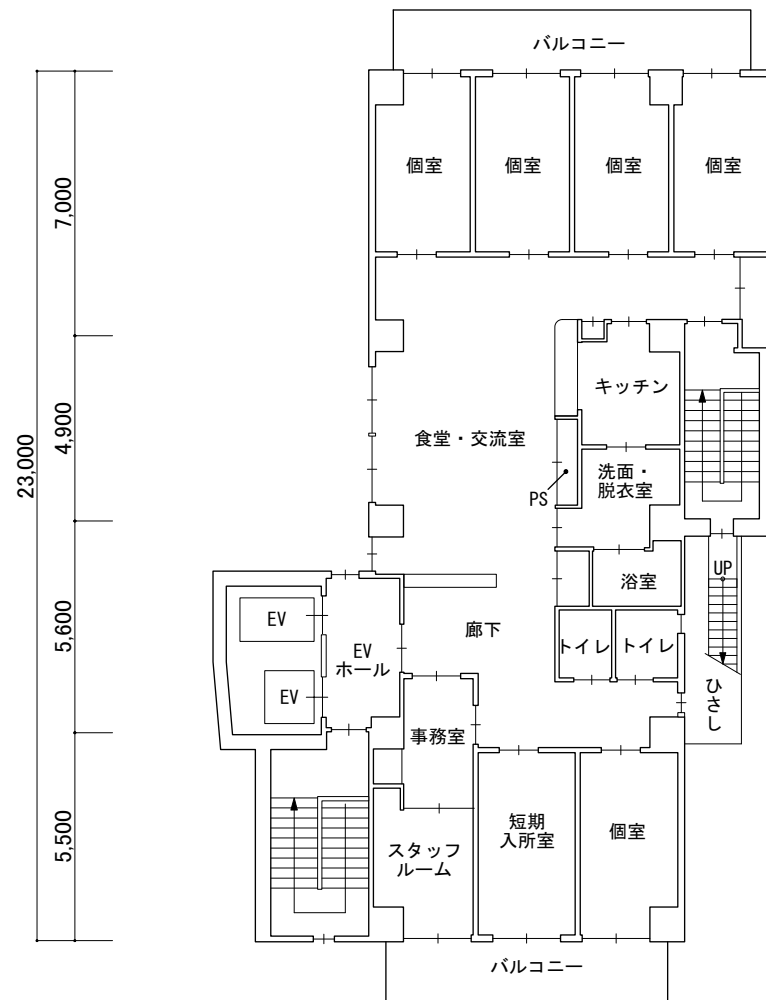 バルコニー
個室
個室
個室
個室
7,000
4,900
23,000
5,600
5,500
キッチン
食堂・交流室
洗面・
脱衣室
PS
UP
浴室
EV
EV
ホール
EV
廊下
トイレ
トイレ
ひさし
事務室
短期
入所室
個室
スタッフ
ルーム
バルコニー